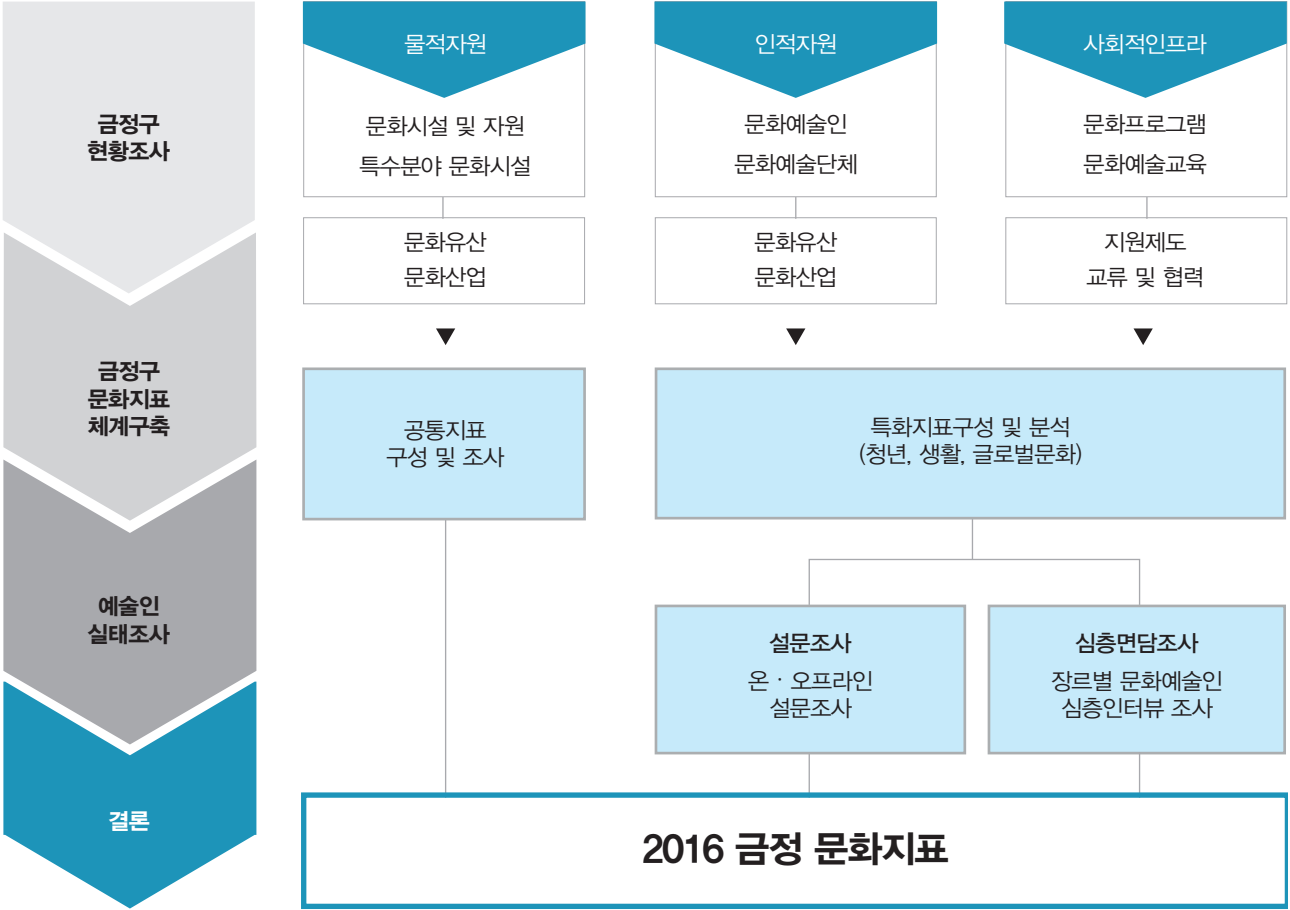 금정구
현황조사
물적자원
문화시설 및 자원
특수분야 문화시설
문화유산
문화산업
인적자원
문화예술인
문화예술단체
문화유산
문화산업
사회적인프라
문화프로그램
문화예술교육
지원제도
교류 및 협력
금정구
문화지표
체계구축
공통지표
구성 및 조사
특화지표구성 및 분석
(청년, 생활, 글로벌문화)
예술인
실태조사
설문조사
온 · 오프라인
설문조사
심층면담조사
장르별 문화예술인
심층인터뷰 조사
결론
2016 금정 문화지표